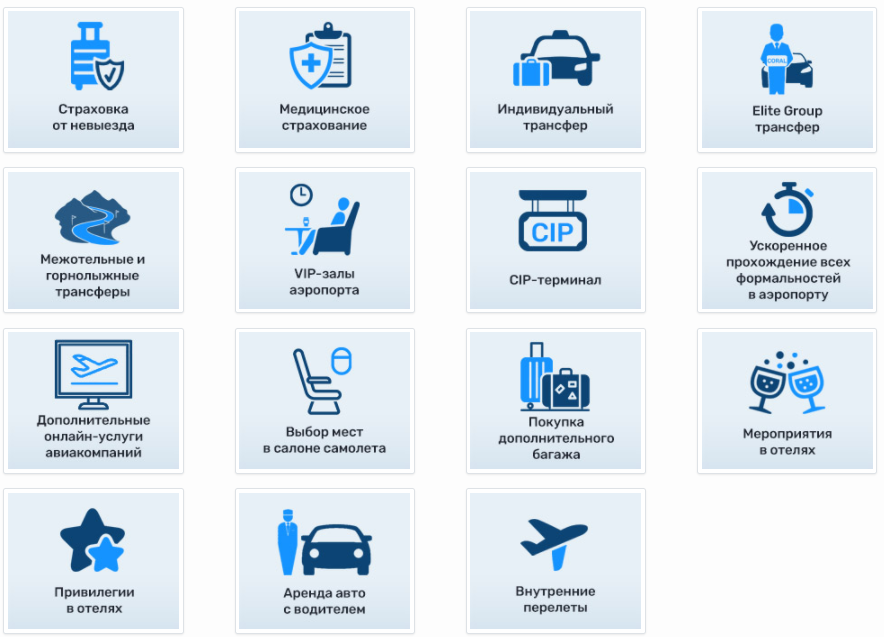 Страховка
от невыезда
Медицинское
страхование
Индивидуальный
трансфер
CORAL
Elite Group
трансфер
Межотельные и
горнолыжные
трансферы
VIP-залы
аэропорта
CIP
CIP-терминал
Ускоренное
прохождение всех
формальностей
в аэропорту
Дополнительные
онлайн-услуги
авиакомпаний
Выбор мест
в салоне самолета
Покупка
дополнительного
багажа
Мероприятия
в отелях
Привилегии
в отелях
Аренда авто
с водителем
Внутренние
перелеты